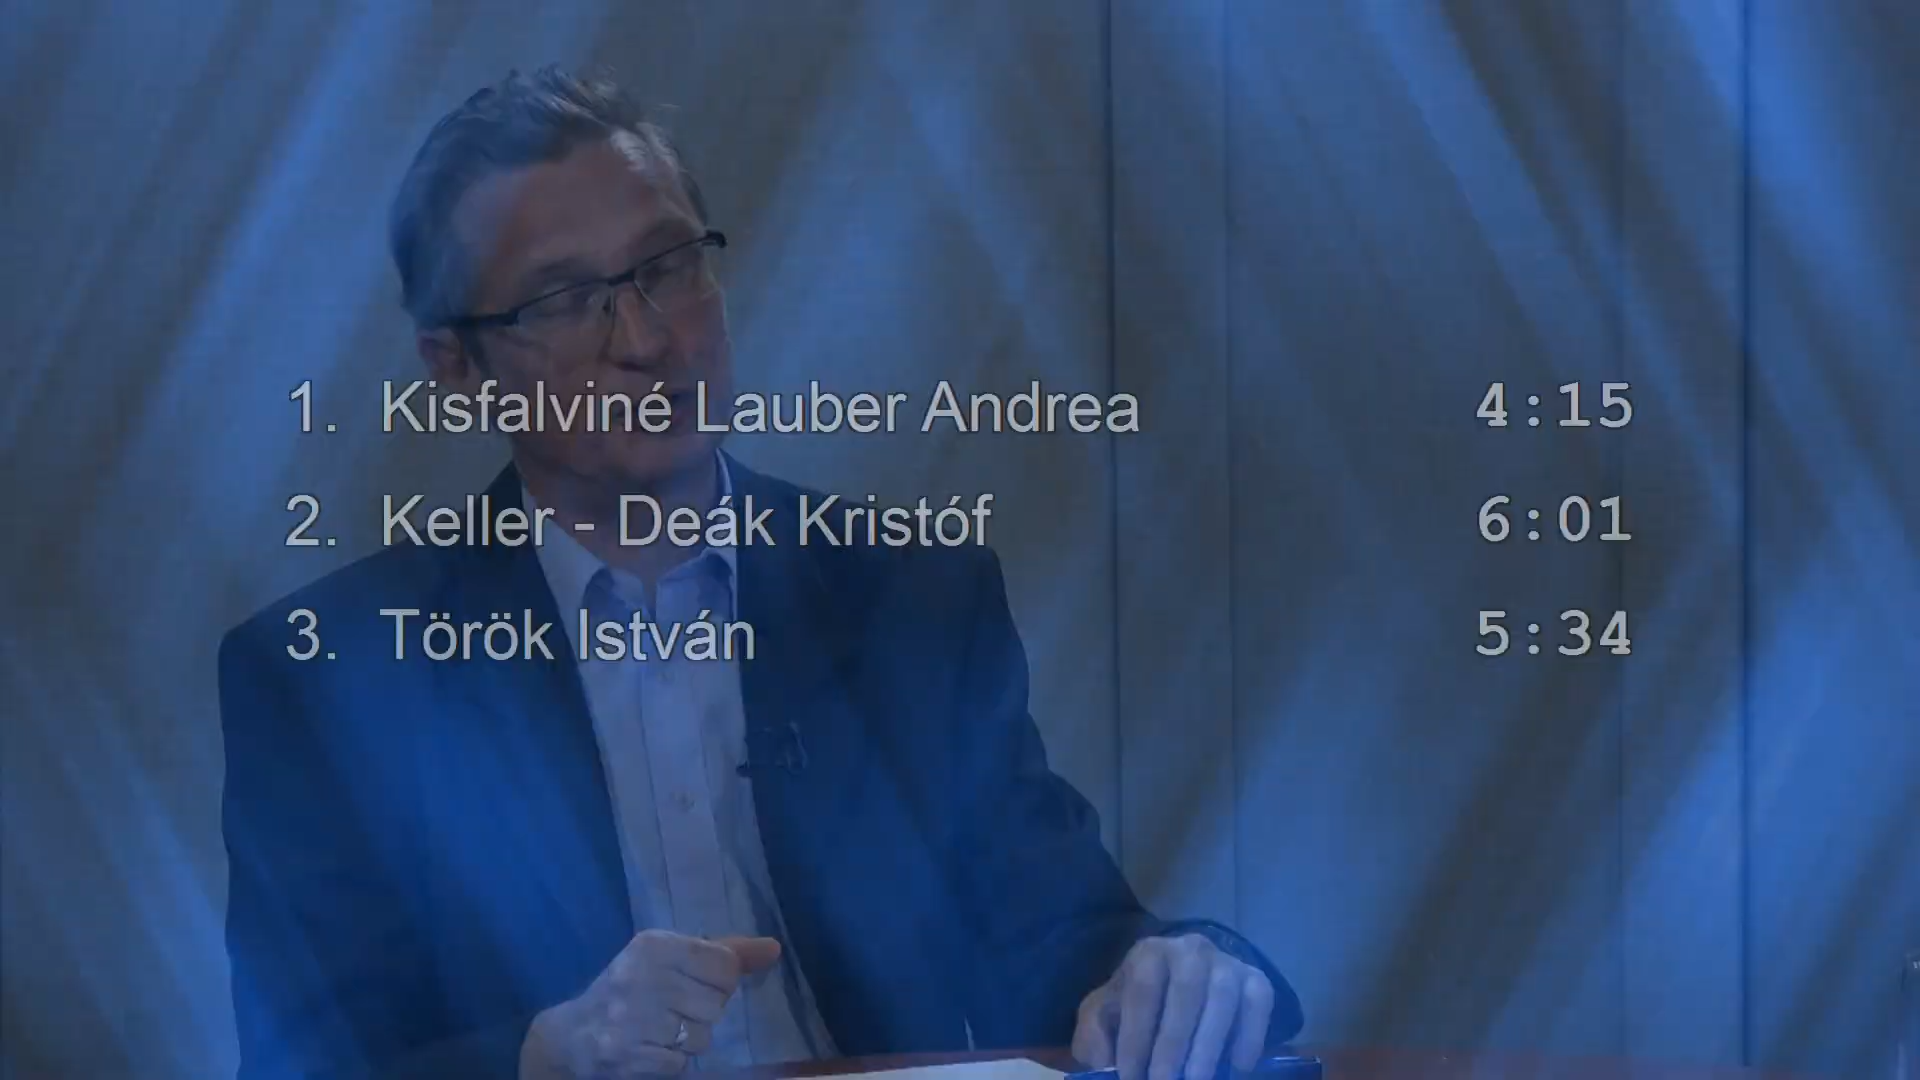 1. Kisfalviné Lauber Andrea 4:15
2. Keller - Deák Kristóf 6:01
3. Török István 5:34